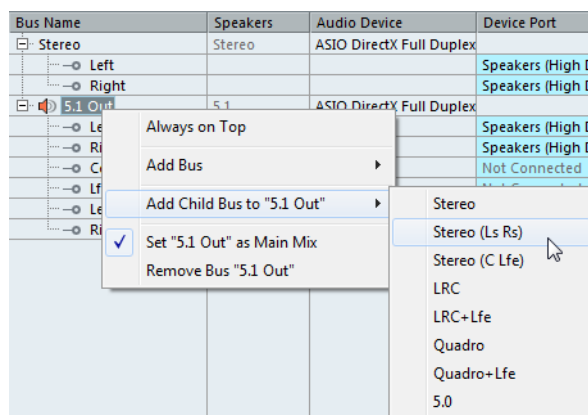 Bus Name Speakers Audio Device Device Port
Stereo Stereo ASIO DirectX Full Duplex
Left Speakers (High
Right Speakers (High
5.1 Out 5.1 ASIO DirectX Full Duplex
Always on Top
Speakers (High
Speakers (High
Add Bus
Not Connected
Add Child Bus to "5.1 Out"
Stereo
Set "5.1 Out" as Main Mix
Stereo (Ls Rs)
Remove Bus "5.1 Out"
Stereo (C Lfe)
LRC
LRC+Lfe
Quadro
Quadro+Lfe
5.0